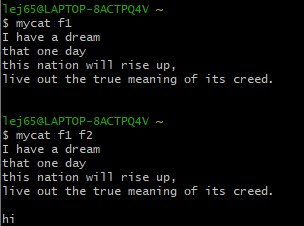 lej65@LAPTOP-8ACTPQ4V ~
$ mycat f1
I have a dream
that one day
this nation will rise up,
live out the true meaning of its creed.
lej65@LAPTOP-8ACTPQ4V ~
$ mycat f1 f2
I have a dream
that one day
this nation will rise up,
live out the true meaning of its creed.
hi